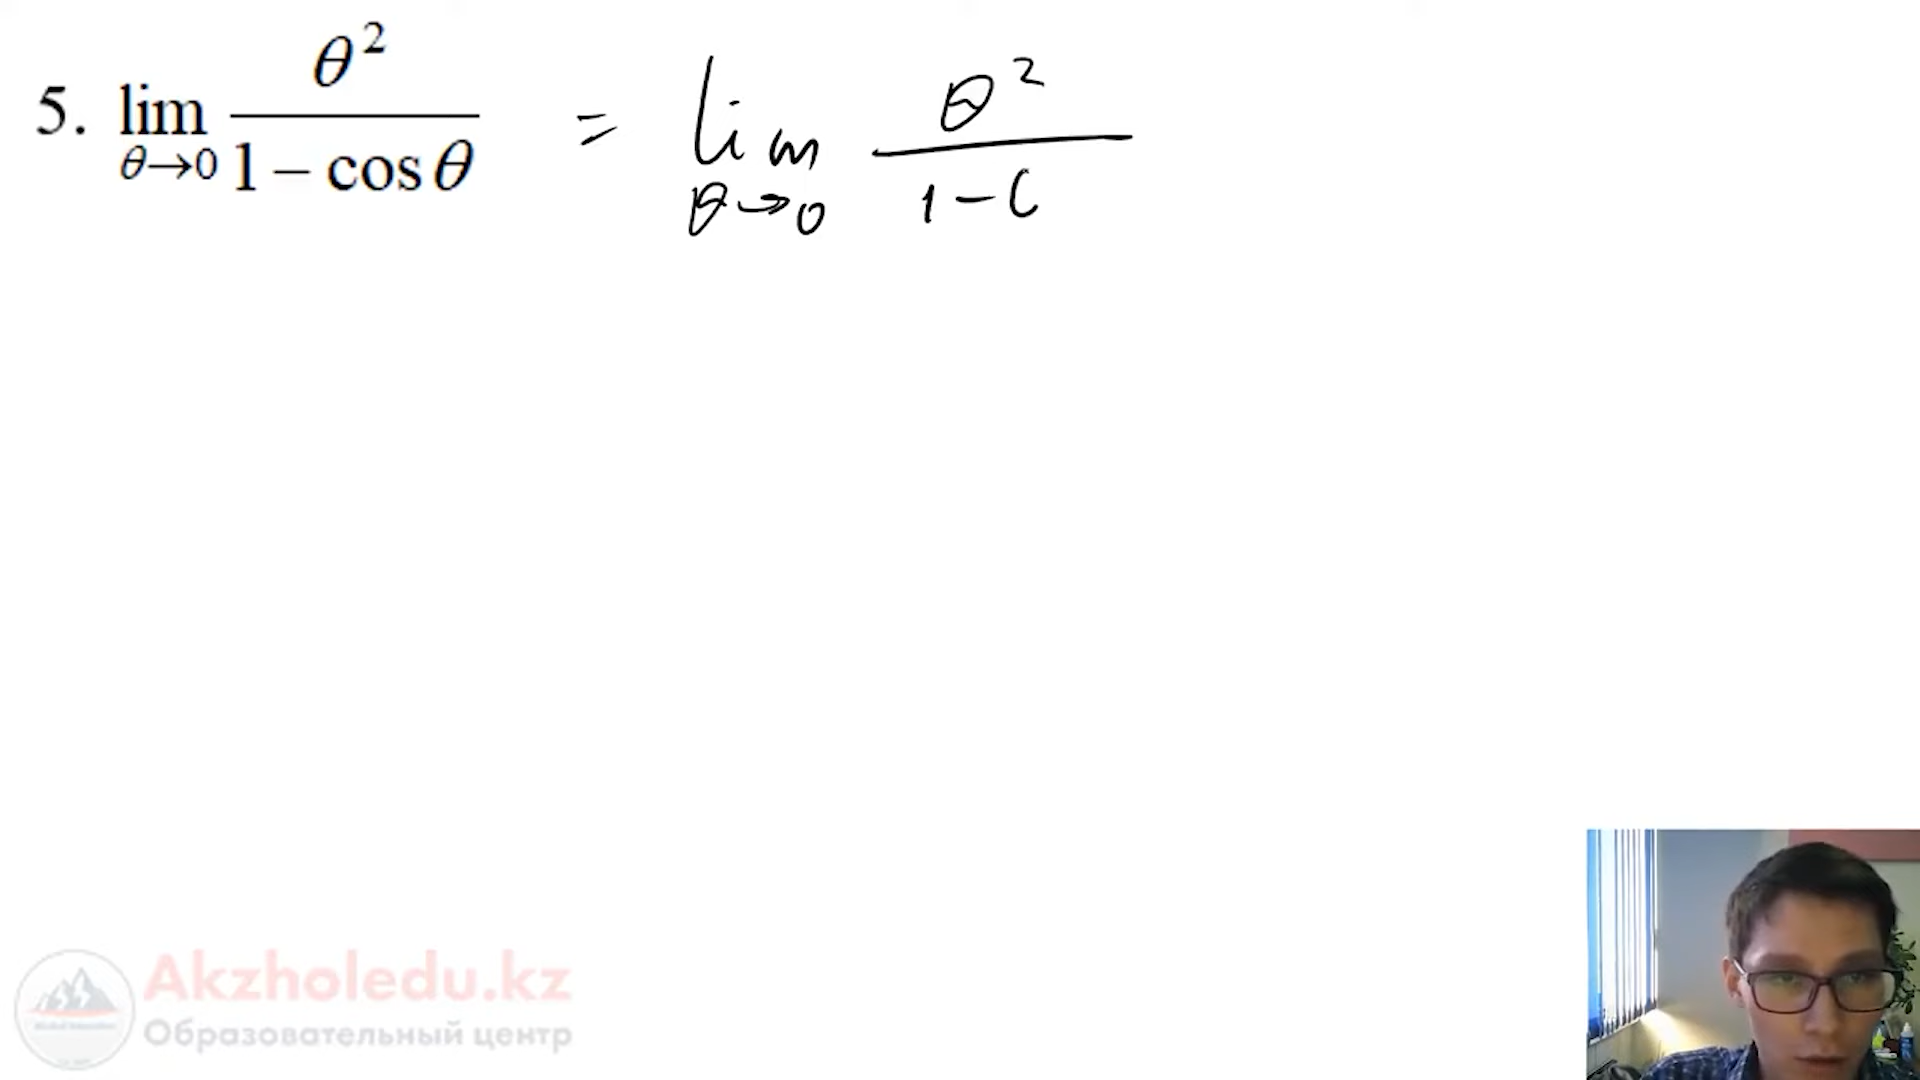 5. lim θ→0 θ² / (1 − cos θ) = lim θ→0 θ² / (1 − c
Akzholedu.kz
Образовательный центр